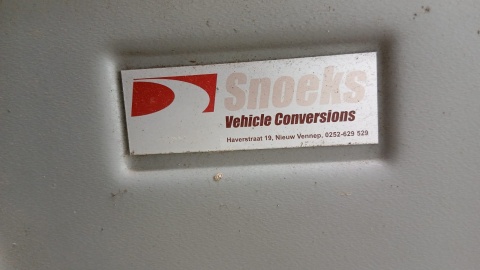 Snoeks
Vehicle Conversions
Haverstraat 19, Nieuw Vennep, 0252-629 529